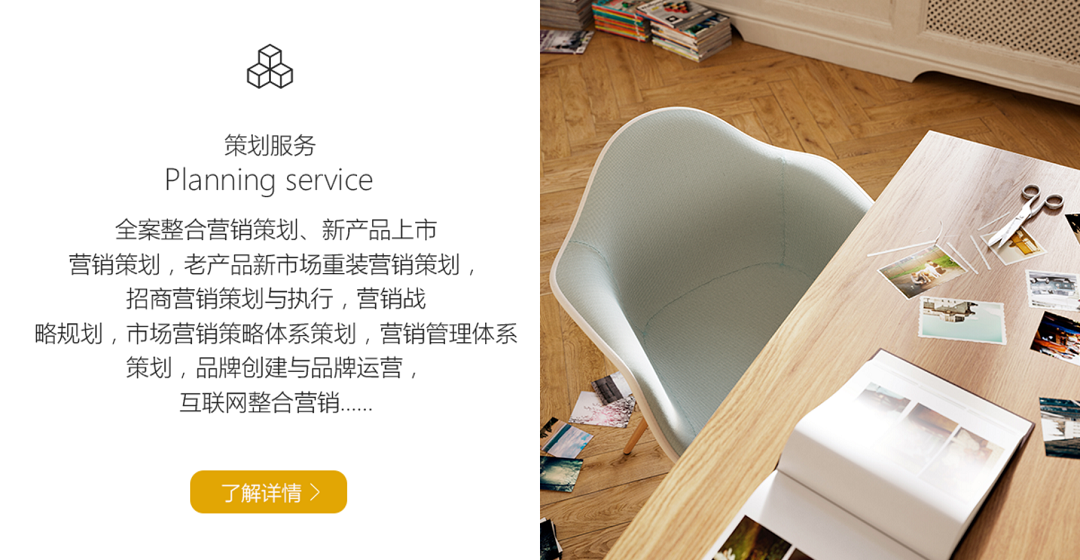 策划服务
Planning service
全案整合营销策划、新产品上市
营销策划，老产品新市场重装营销策划，
招商营销策划与执行，营销战
略规划，市场营销策略体系策划，营销管理体系
策划，品牌创建与品牌运营，
互联网整合营销......
了解详情 >